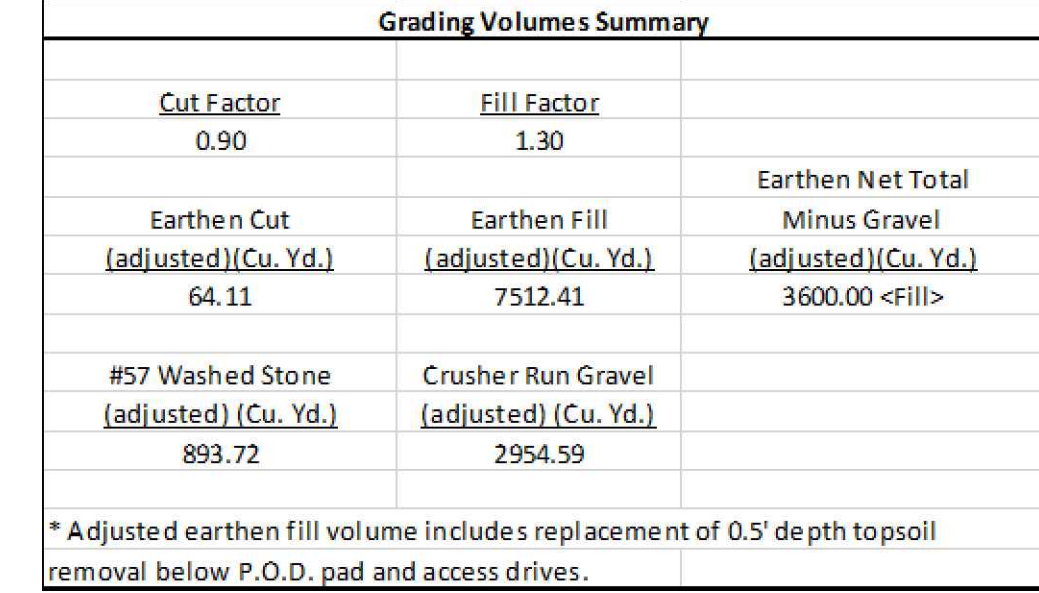 Grading Volumes Summary
Cut Factor Fill Factor
0.90 1.30
Earthen Net Total
Earthen Cut Earthen Fill Minus Gravel
(adjusted)(Cu. Yd.) (adjusted)(Cu. Yd.) (adjusted)(Cu. Yd.)
64.11 7512.41 3600.00 <Fill>
#57 Washed Stone Crusher Run Gravel
(adjusted) (Cu. Yd.) (adjusted) (Cu. Yd.)
893.72 2954.59
* Adjusted earthen fill volume includes replacement of 0.5' depth topsoil
removal below P.O.D. pad and access drives.